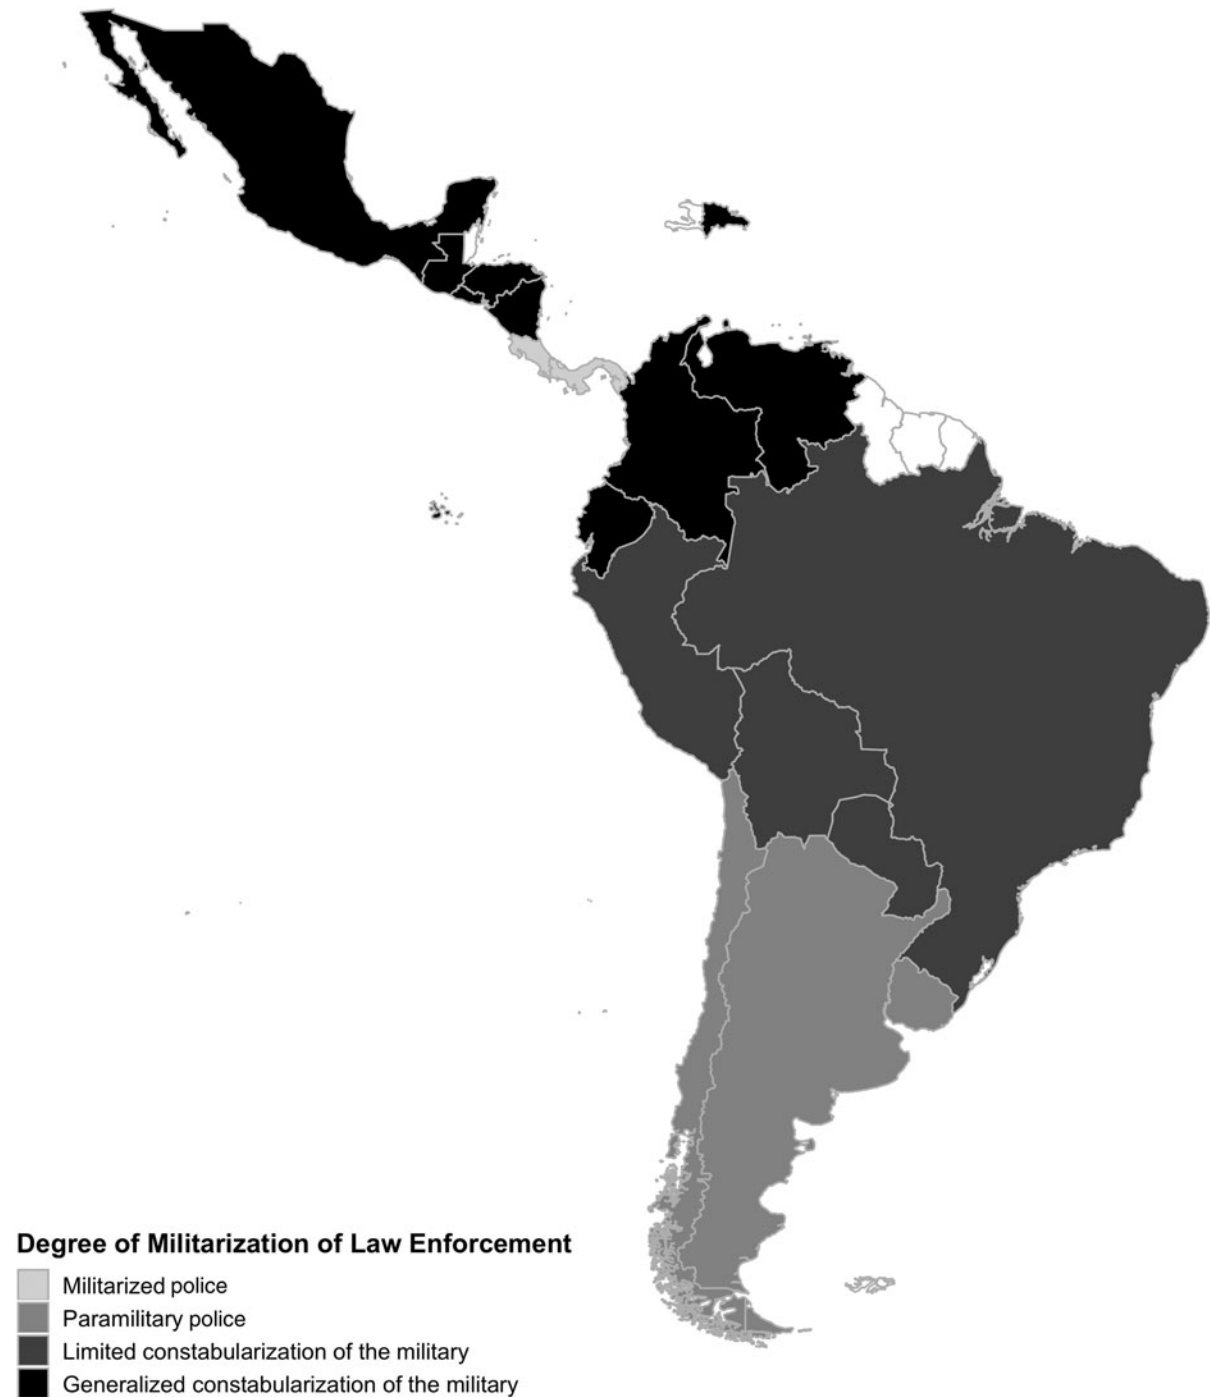 Degree of Militarization of Law Enforcement
Militarized police
Paramilitary police
Limited constabularization of the military
Generalized constabularization of the military